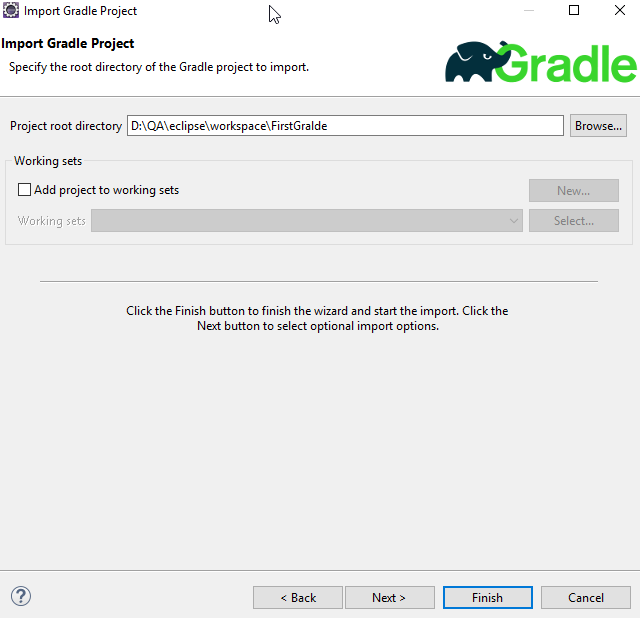 Import Gradle Project
Import Gradle Project
Specify the root directory of the Gradle project to import.
Gradle
Project root directory D:\QA\eclipse\workspace\FirstGralde Browse...
Working sets
Add project to working sets New...
Working sets Select...
Click the Finish button to finish the wizard and start the import. Click the
Next button to select optional import options.
? < Back Next > Finish Cancel